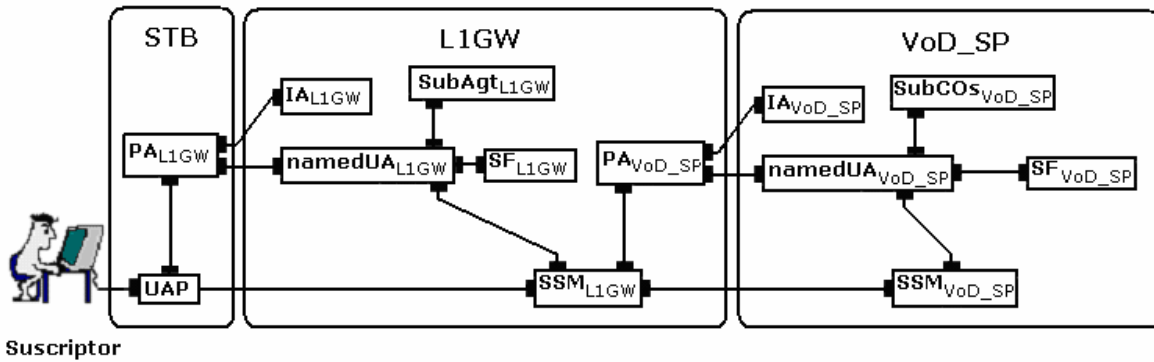 STB
L1GW
VoD_SP
SubAgtL1GW
SubCOsVoD_SP
IAL1GW
IAVoD_SP
PAL1GW
namedUAL1GW
SFL1GW
PAVoD_SP
namedUAVoD_SP
SFVoD_SP
UAP
SSML1GW
SSMVoD_SP
Suscriptor